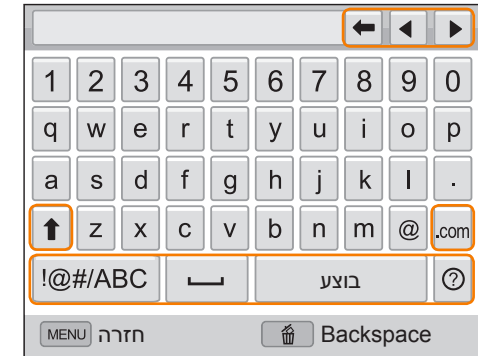 1 2 3 4 5 6 7 8 9 0
q w e r t y u i o p
a s d f g h j k l .
z x c v b n m @ .com
!@#/ABC בוצע ?
MENU חזרה Backspace